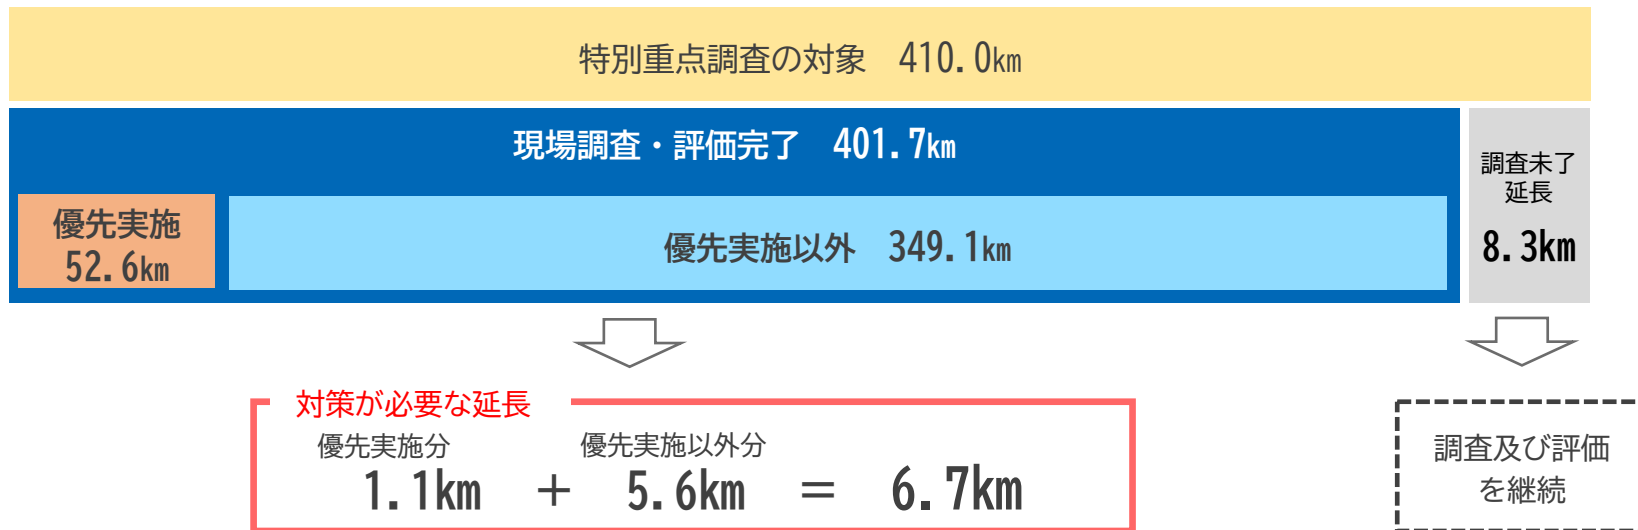 特別重点調査の対象　410.0km
現場調査・評価完了　401.7km
優先実施
52.6km
優先実施以外　349.1km
調査未了
延長
8.3km
対策が必要な延長
優先実施分　優先実施以外分
1.1km ＋ 5.6km ＝ 6.7km
調査及び評価
を継続